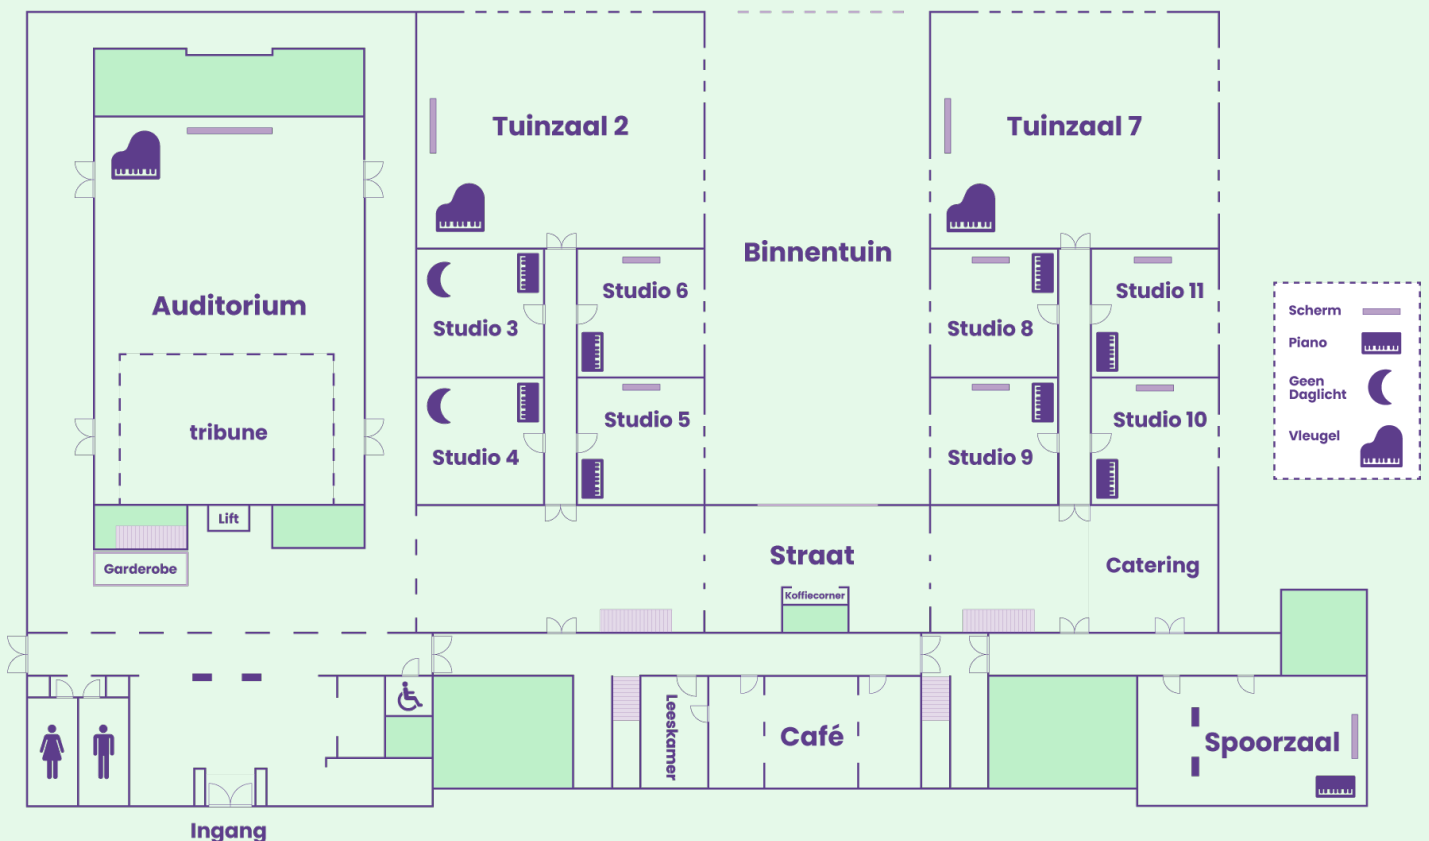 Tuinzaal 2
Tuinzaal 7
Binnentuin
Auditorium
tribune
Studio 3
Studio 6
Studio 4
Studio 5
Studio 8
Studio 11
Studio 9
Studio 10
Scherm
Piano
Geen
Daglicht
Vleugel
Lift
Garderobe
Straat
Koffiecorner
Catering
Leeskamer
Café
Spoorzaal
Ingang